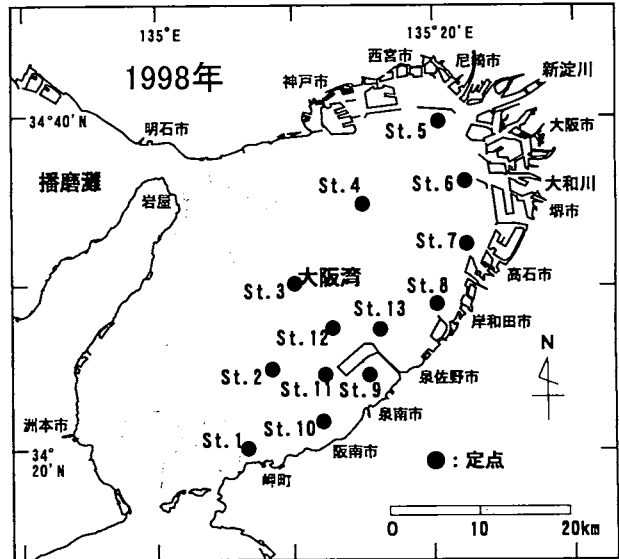 135°E
135°20'E
1998年
西宮市
尼崎市
神戸市
新淀川
34°40'N
明石市
St.5
大阪市
播磨灘
岩屋
St.4
St.6
大和川
堺市
St.7
高石市
St.3
大阪湾
St.8
岸和田市
St.12
St.13
N
St.2
St.11
St.9
泉佐野市
泉南市
洲本市
St.10
34°
20'N
St.1
阪南市
岬町
：定点
0
10
20km